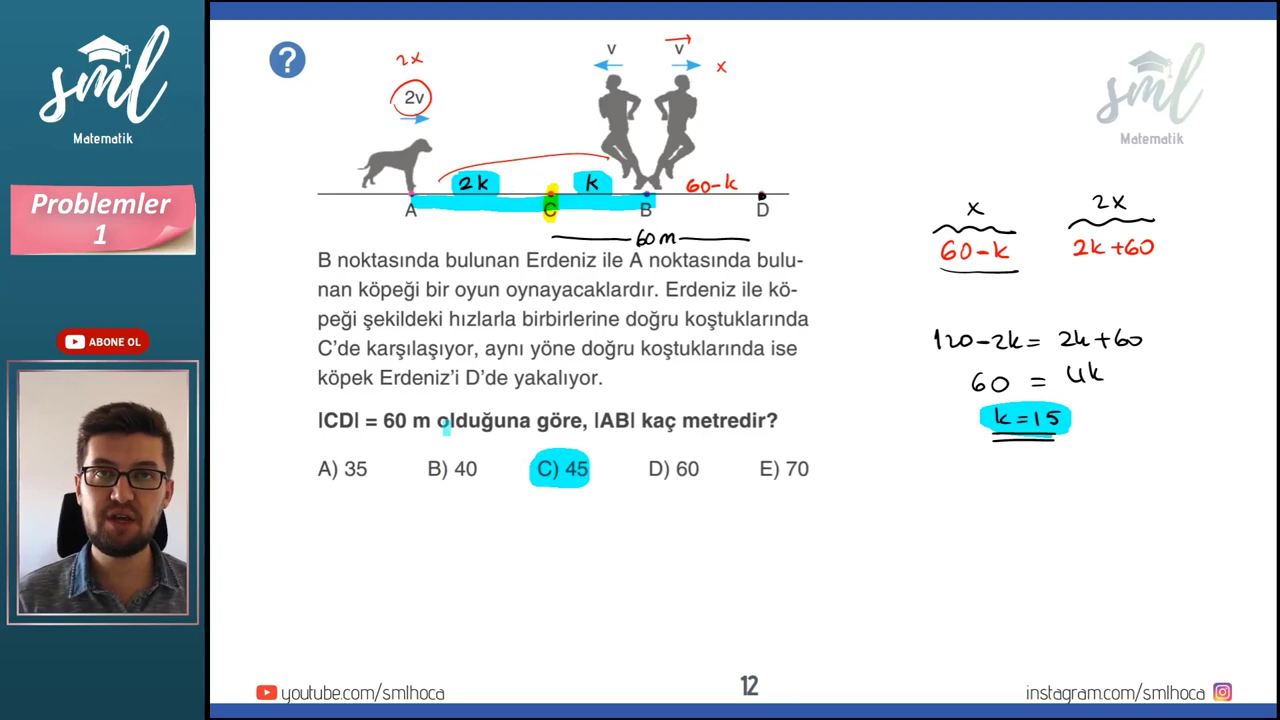 sml
Matematik
Problemler
1
ABONE OL
?
2x
2v
v
v
x
2k
k
60-k
A
C
B
D
60 m
B noktasında bulunan Erdeniz ile A noktasında bulu-
nan köpeği bir oyun oynayacaklardır. Erdeniz ile kö-
peği şekildeki hızlarla birbirlerine doğru koştuklarında
C'de karşılaşıyor, aynı yöne doğru koştuklarında ise
köpek Erdeniz'i D'de yakalıyor.
|CD| = 60 m olduğuna göre, |AB| kaç metredir?
A) 35 B) 40 C) 45 D) 60 E) 70
sml
Matematik
x 2x
60-k 2k+60
120-2k = 2k+60
60 = 4k
k=15
youtube.com/smlhoca
12
instagram.com/smlhoca